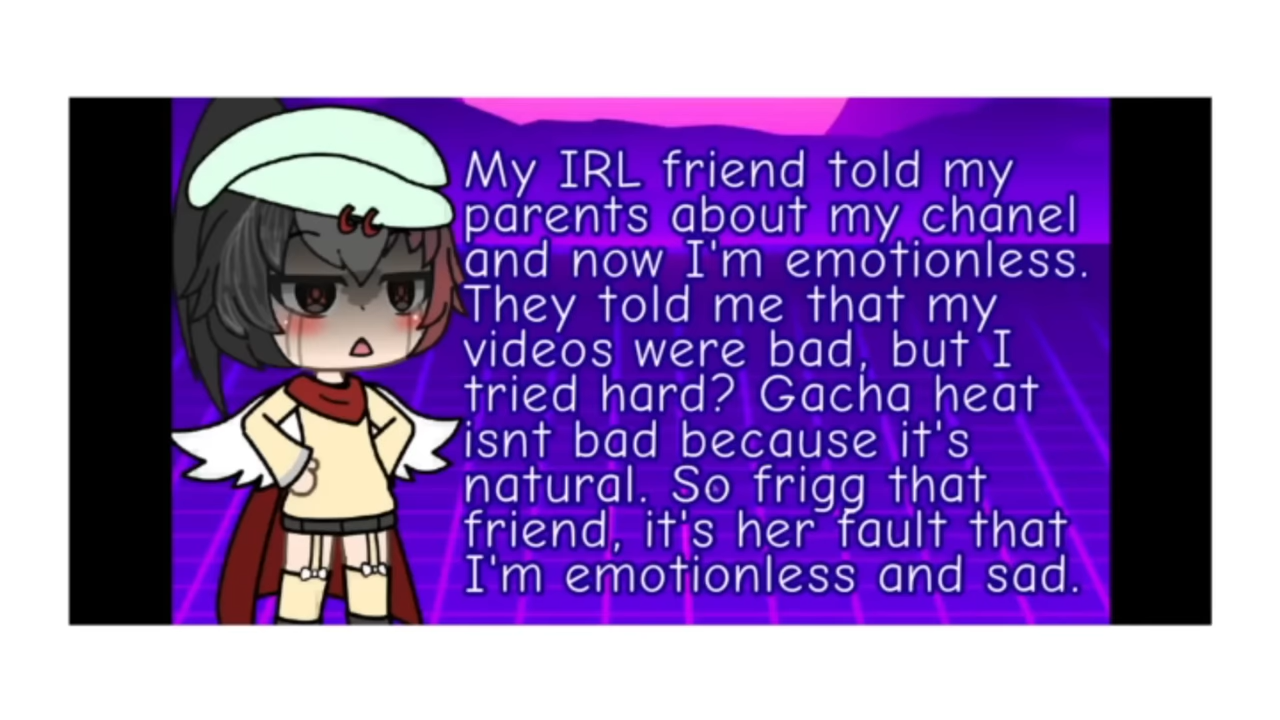 My IRL friend told my
parents about my chanel
and now I'm emotionless.
They told me that my
videos were bad, but I
tried hard? Gacha heat
isnt bad because it's
natural. So frigg that
friend, it's her fault that
I'm emotionless and sad.